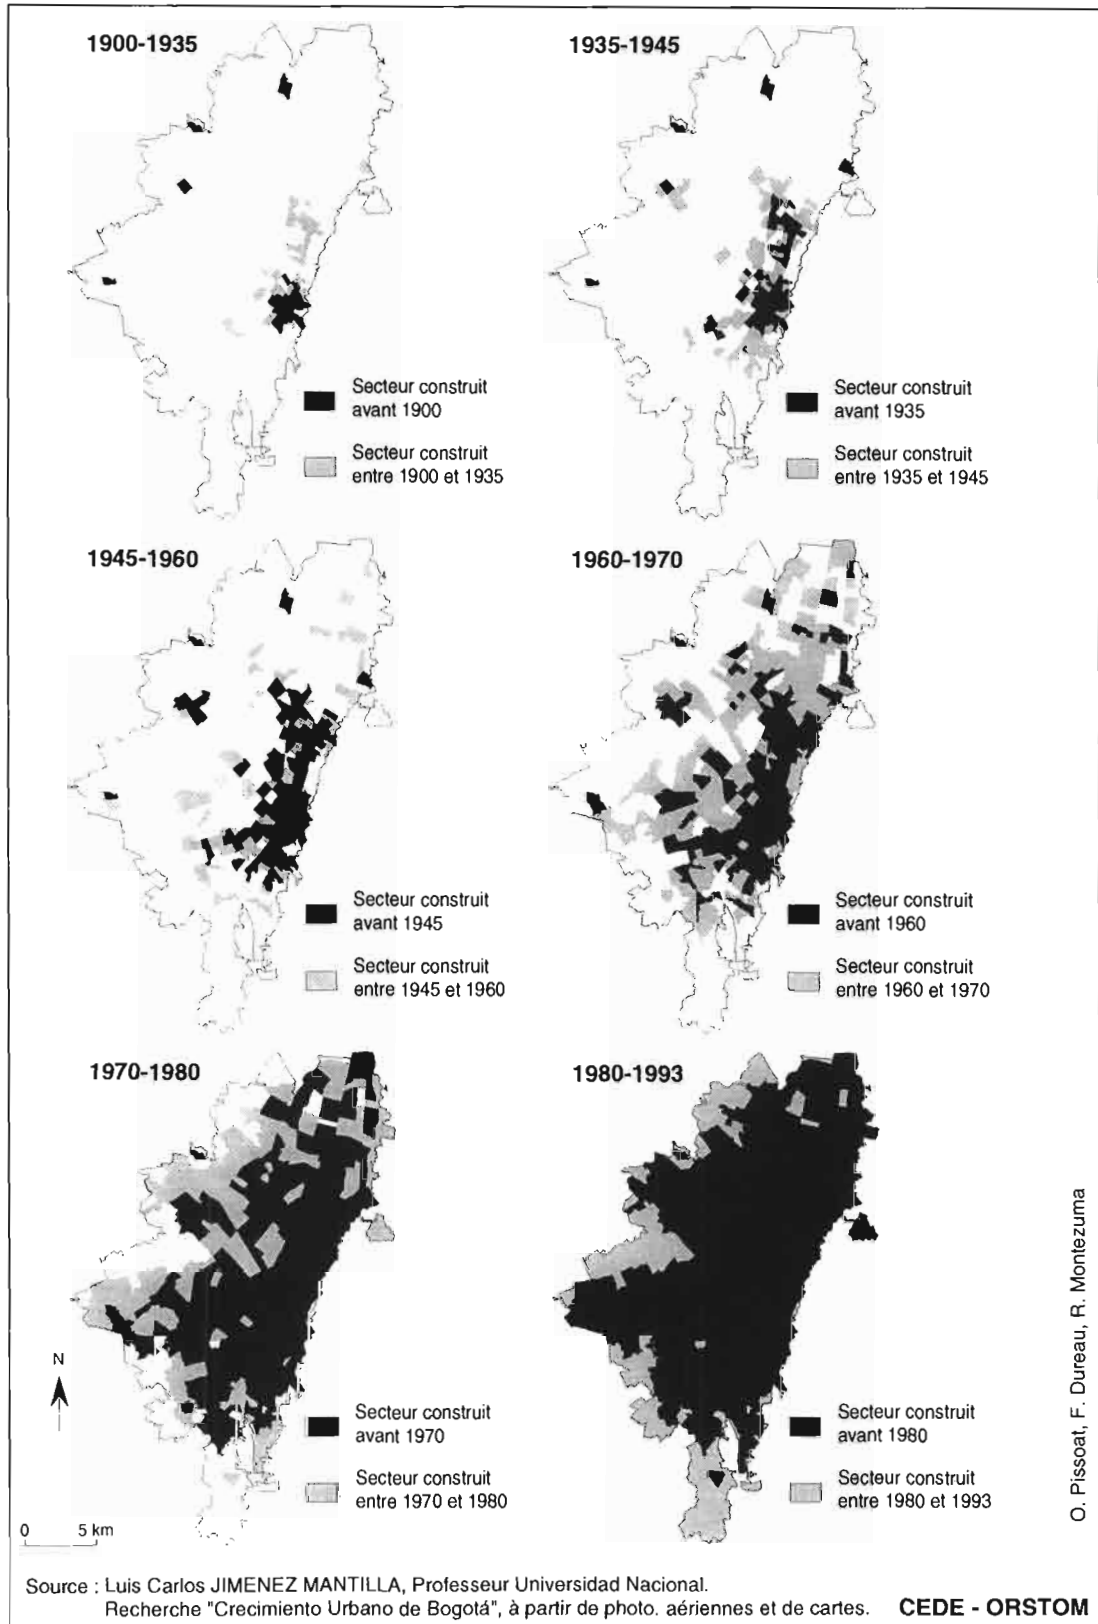 1900-1935
Secteur construit
avant 1900
Secteur construit
entre 1900 et 1935
1935-1945
Secteur construit
avant 1935
Secteur construit
entre 1935 et 1945
1945-1960
Secteur construit
avant 1945
Secteur construit
entre 1945 et 1960
1960-1970
Secteur construit
avant 1960
Secteur construit
entre 1960 et 1970
1970-1980
Secteur construit
avant 1970
Secteur construit
entre 1970 et 1980
N
0 5 km
1980-1993
Secteur construit
avant 1980
Secteur construit
entre 1980 et 1993
O. Pissoat, F. Dureau, R. Montezuma
Source : Luis Carlos JIMENEZ MANTILLA, Professeur Universidad Nacional.
Recherche "Crecimiento Urbano de Bogotá", à partir de photo. aériennes et de cartes.
CEDE - ORSTOM